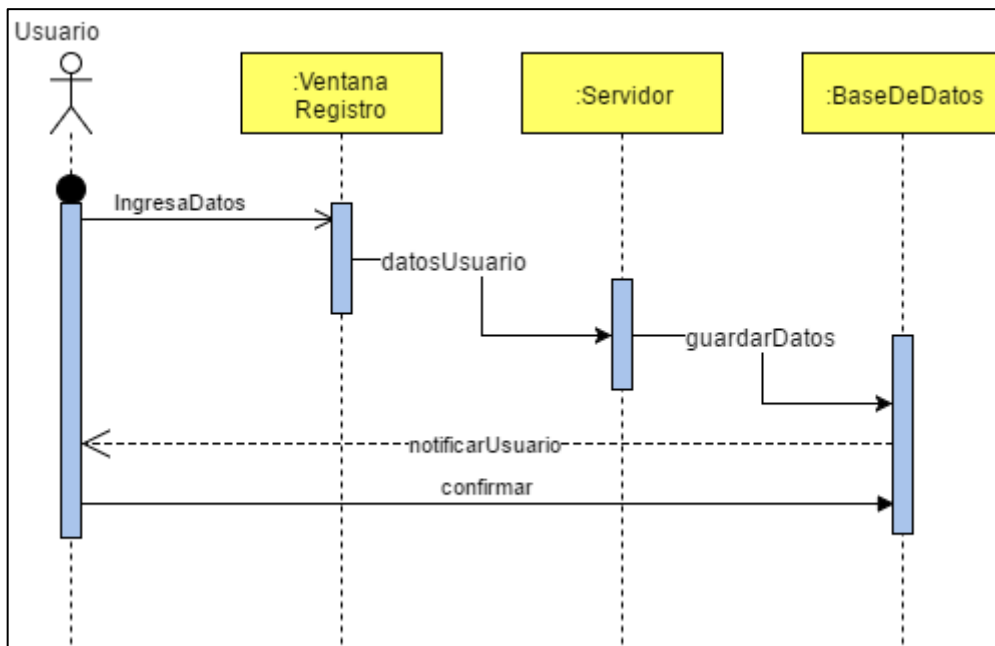 Usuario
:Ventana
Registro
:Servidor
:BaseDeDatos
IngresaDatos
datosUsuario
guardarDatos
notificarUsuario
confirmar